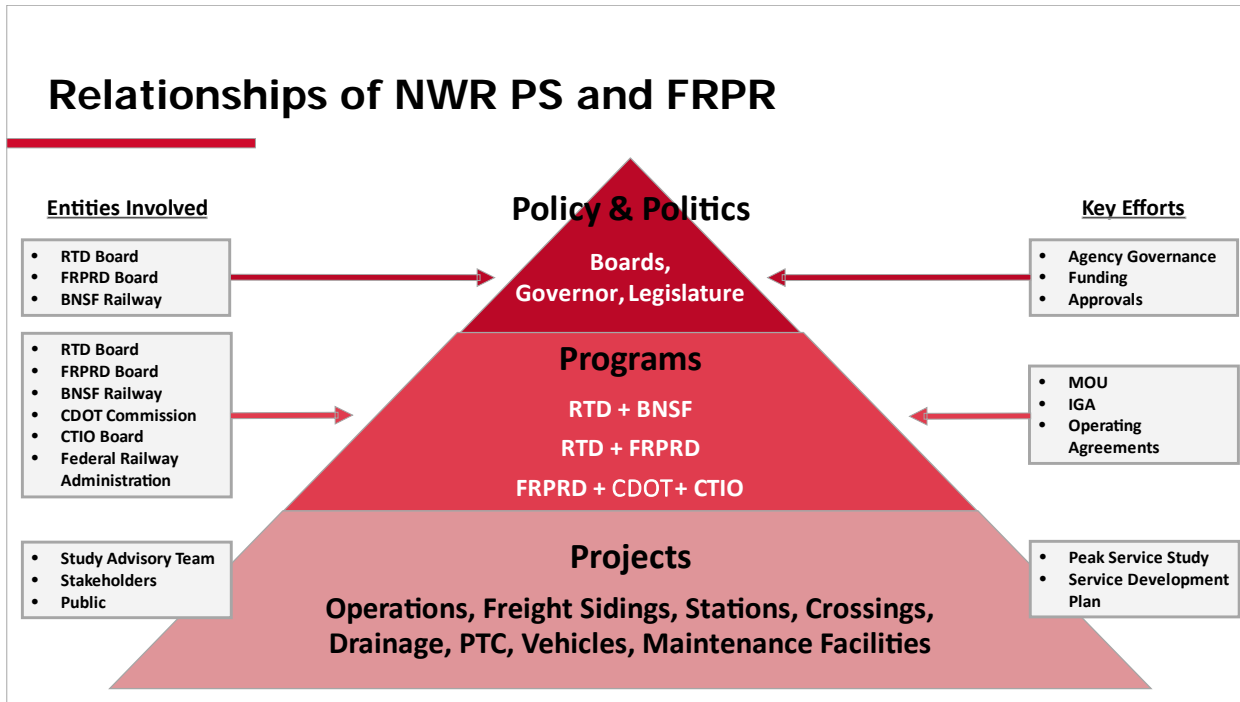 Relationships of NWR PS and FRPR
Entities Involved
• RTD Board
• FRPRD Board
• BNSF Railway
• RTD Board
• FRPRD Board
• BNSF Railway
• CDOT Commission
• CTIO Board
• Federal Railway
Administration
• Study Advisory Team
• Stakeholders
• Public
Policy & Politics
Boards,
Governor, Legislature
Programs
RTD + BNSF
RTD + FRPRD
FRPRD + CDOT + CTIO
Projects
Operations, Freight Sidings, Stations, Crossings,
Drainage, PTC, Vehicles, Maintenance Facilities
Key Efforts
• Agency Governance
• Funding
• Approvals
• MOU
• IGA
• Operating
Agreements
• Peak Service Study
• Service Development
Plan